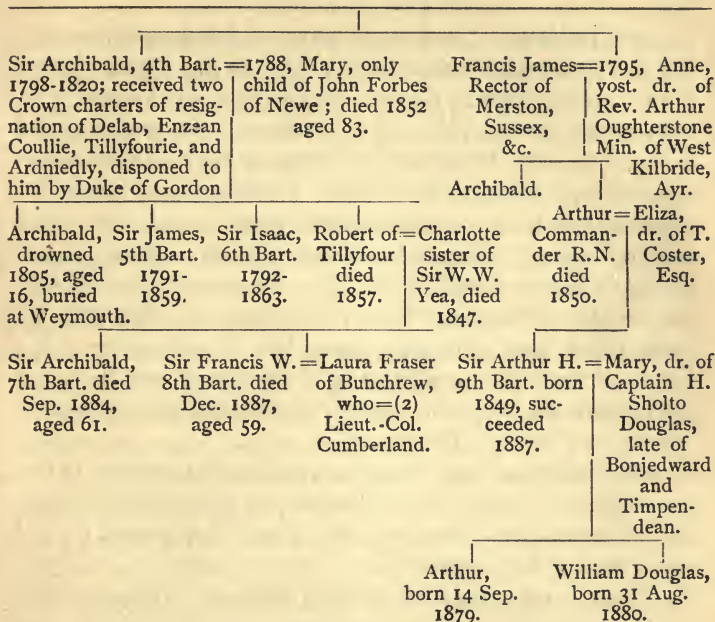 Sir Archibald, 4th Bart.=1788, Mary, only
1798-1820; received two child of John Forbes
Crown charters of resig- of Newe ; died 1852
nation of Delab, Enzean aged 83.
Coullie, Tillyfourie, and
Ardniedly, disponed to
him by Duke of Gordon
Francis James=1795, Anne,
Rector of yost. dr. of
Merston, Rev. Arthur
Sussex, Oughterstone
&c. Min. of West
Kilbride,
Archibald. Ayr.
Archibald,
drowned
1805, aged
16, buried
at Weymouth.
Sir James,
5th Bart.
1791-
1859.
Sir Isaac,
6th Bart.
1792-
1863.
Robert of=Charlotte
Tillyfour sister of
died Sir W. W.
1857. Yea, died
1847.
Arthur=Eliza,
Comman- dr. of T.
der R.N. Coster,
died Esq.
1850.
Sir Archibald,
7th Bart. died
Sep. 1884,
aged 61.
Sir Francis W.=Laura Fraser
8th Bart. died of Bunchrew,
Dec. 1887, who=(2)
aged 59. Lieut.-Col.
Cumberland.
Sir Arthur H.=Mary, dr. of
9th Bart. born Captain H.
1849, suc- Sholto
ceeded Douglas,
1887. late of
Bonjedward
and
Timpen-
dean.
Arthur,
born 14 Sep.
1879.
William Douglas,
born 31 Aug.
1880.